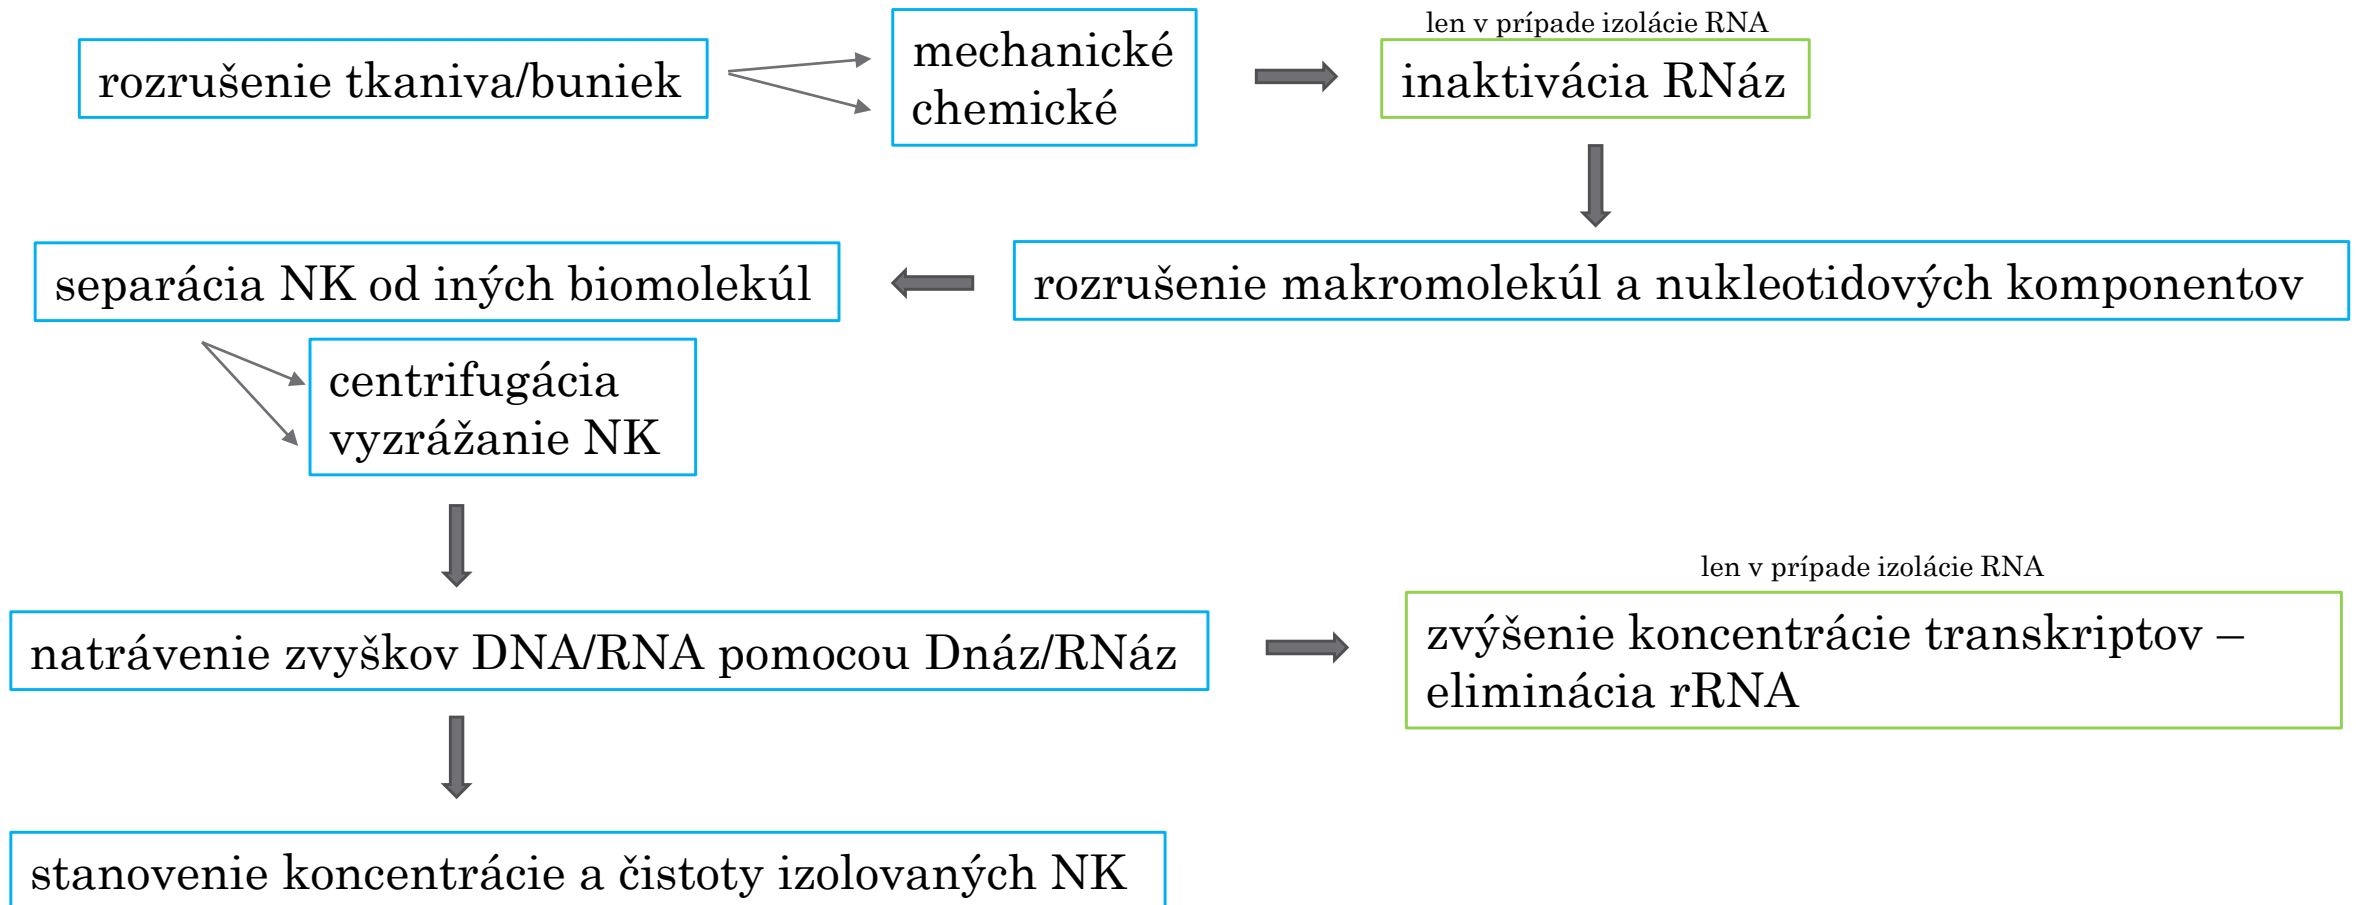 rozrušenie tkaniva/buniek
mechanické
chemické
len v prípade izolácie RNA
inaktivácia RNáz
rozrušenie makromolekúl a nukleotidových komponentov
separácia NK od iných biomolekúl
centrifugácia
vyzrážanie NK
natrávenie zvyškov DNA/RNA pomocou Dnáz/RNáz
len v prípade izolácie RNA
zvýšenie koncentrácie transkriptov –
eliminácia rRNA
stanovenie koncentrácie a čistoty izolovaných NK